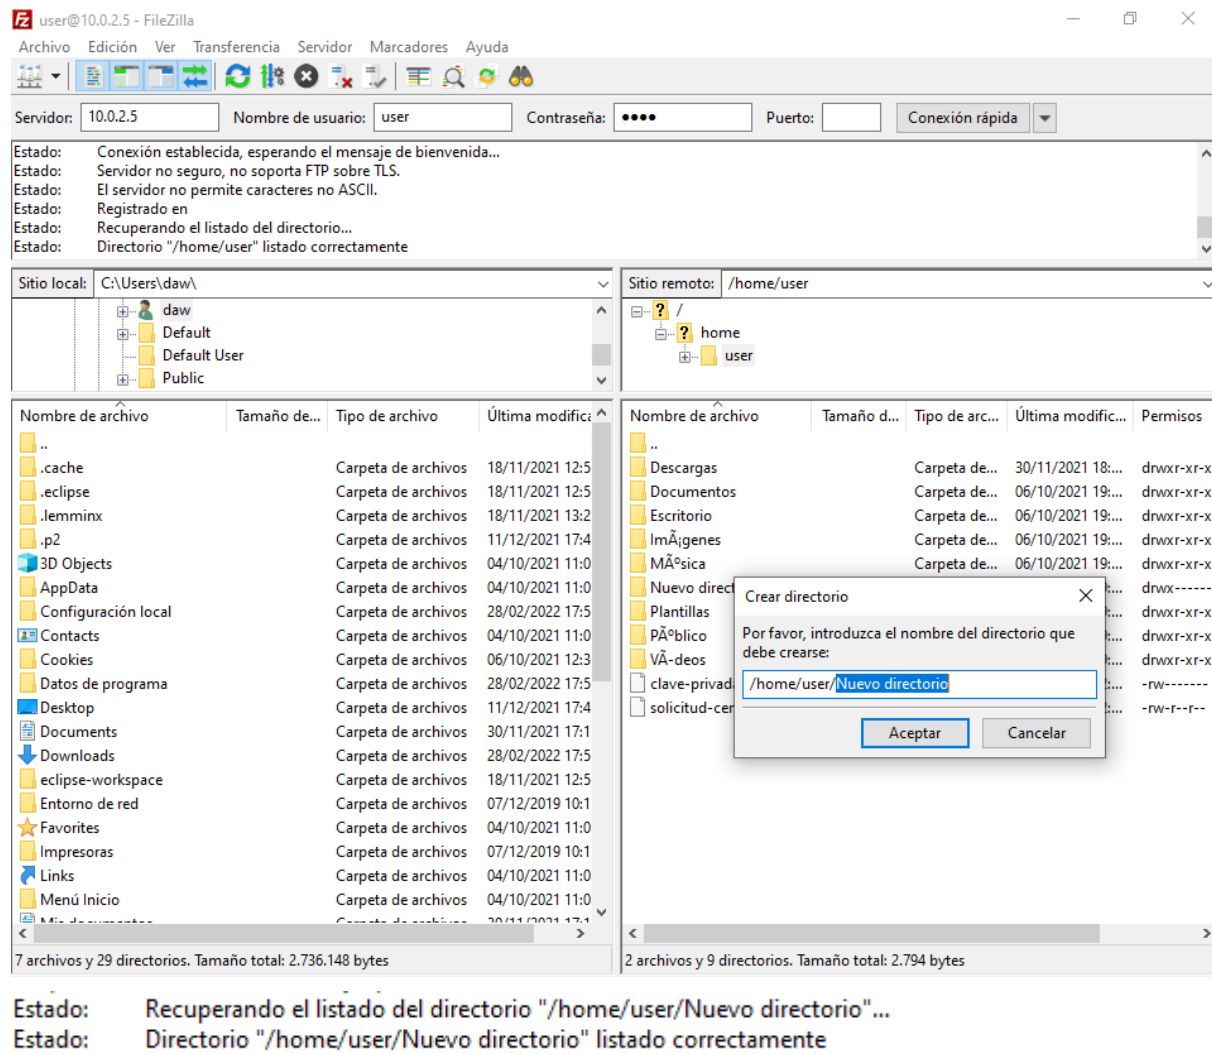 user@10.0.2.5 - FileZilla
Archivo Edición Ver Transferencia Servidor Marcadores Ayuda
Servidor: 10.0.2.5 Nombre de usuario: user Contraseña: •••• Puerto: Conexión rápida
Estado: Conexión establecida, esperando el mensaje de bienvenida...
Estado: Servidor no seguro, no soporta FTP sobre TLS.
Estado: El servidor no permite caracteres no ASCII.
Estado: Registrado en
Estado: Recuperando el listado del directorio...
Estado: Directorio "/home/user" listado correctamente
Sitio local: C:\Users\daw\
daw
Default
Default User
Public
Sitio remoto: /home/user
/
home
user
Nombre de archivo Tamaño de... Tipo de archivo Última modifica
..
.cache Carpeta de archivos 18/11/2021 12:5
.eclipse Carpeta de archivos 18/11/2021 12:5
.lemminx Carpeta de archivos 18/11/2021 13:2
.p2 Carpeta de archivos 11/12/2021 17:4
3D Objects Carpeta de archivos 04/10/2021 11:0
AppData Carpeta de archivos 04/10/2021 11:0
Configuración local Carpeta de archivos 28/02/2022 17:5
Contacts Carpeta de archivos 04/10/2021 11:0
Cookies Carpeta de archivos 06/10/2021 12:3
Datos de programa Carpeta de archivos 28/02/2022 17:5
Desktop Carpeta de archivos 11/12/2021 17:4
Documents Carpeta de archivos 30/11/2021 17:1
Downloads Carpeta de archivos 28/02/2022 17:5
eclipse-workspace Carpeta de archivos 18/11/2021 12:5
Entorno de red Carpeta de archivos 07/12/2019 10:1
Favorites Carpeta de archivos 04/10/2021 11:0
Impresoras Carpeta de archivos 07/12/2019 10:1
Links Carpeta de archivos 04/10/2021 11:0
Menú Inicio Carpeta de archivos 04/10/2021 11:0
Mis documentos Carpeta de archivos 30/11/2021 17:1
7 archivos y 29 directorios. Tamaño total: 2.736.148 bytes
Nombre de archivo Tamaño d... Tipo de arc... Última modific... Permisos
..
Descargas Carpeta de... 30/11/2021 18:... drwxr-xr-x
Documentos Carpeta de... 06/10/2021 19:... drwxr-xr-x
Escritorio Carpeta de... 06/10/2021 19:... drwxr-xr-x
ImÃ¡genes Carpeta de... 06/10/2021 19:... drwxr-xr-x
MÃºsica Carpeta de... 06/10/2021 19:... drwxr-xr-x
Nuevo direct :... drwx------
Plantillas :... drwxr-xr-x
PÃºblico :... drwxr-xr-x
VÃ-deos :... drwxr-xr-x
clave-privad :... -rw-------
solicitud-cer :... -rw-r--r--
2 archivos y 9 directorios. Tamaño total: 2.794 bytes
Crear directorio
Por favor, introduzca el nombre del directorio que
debe crearse:
/home/user/Nuevo directorio
Aceptar Cancelar
Estado: Recuperando el listado del directorio "/home/user/Nuevo directorio"...
Estado: Directorio "/home/user/Nuevo directorio" listado correctamente